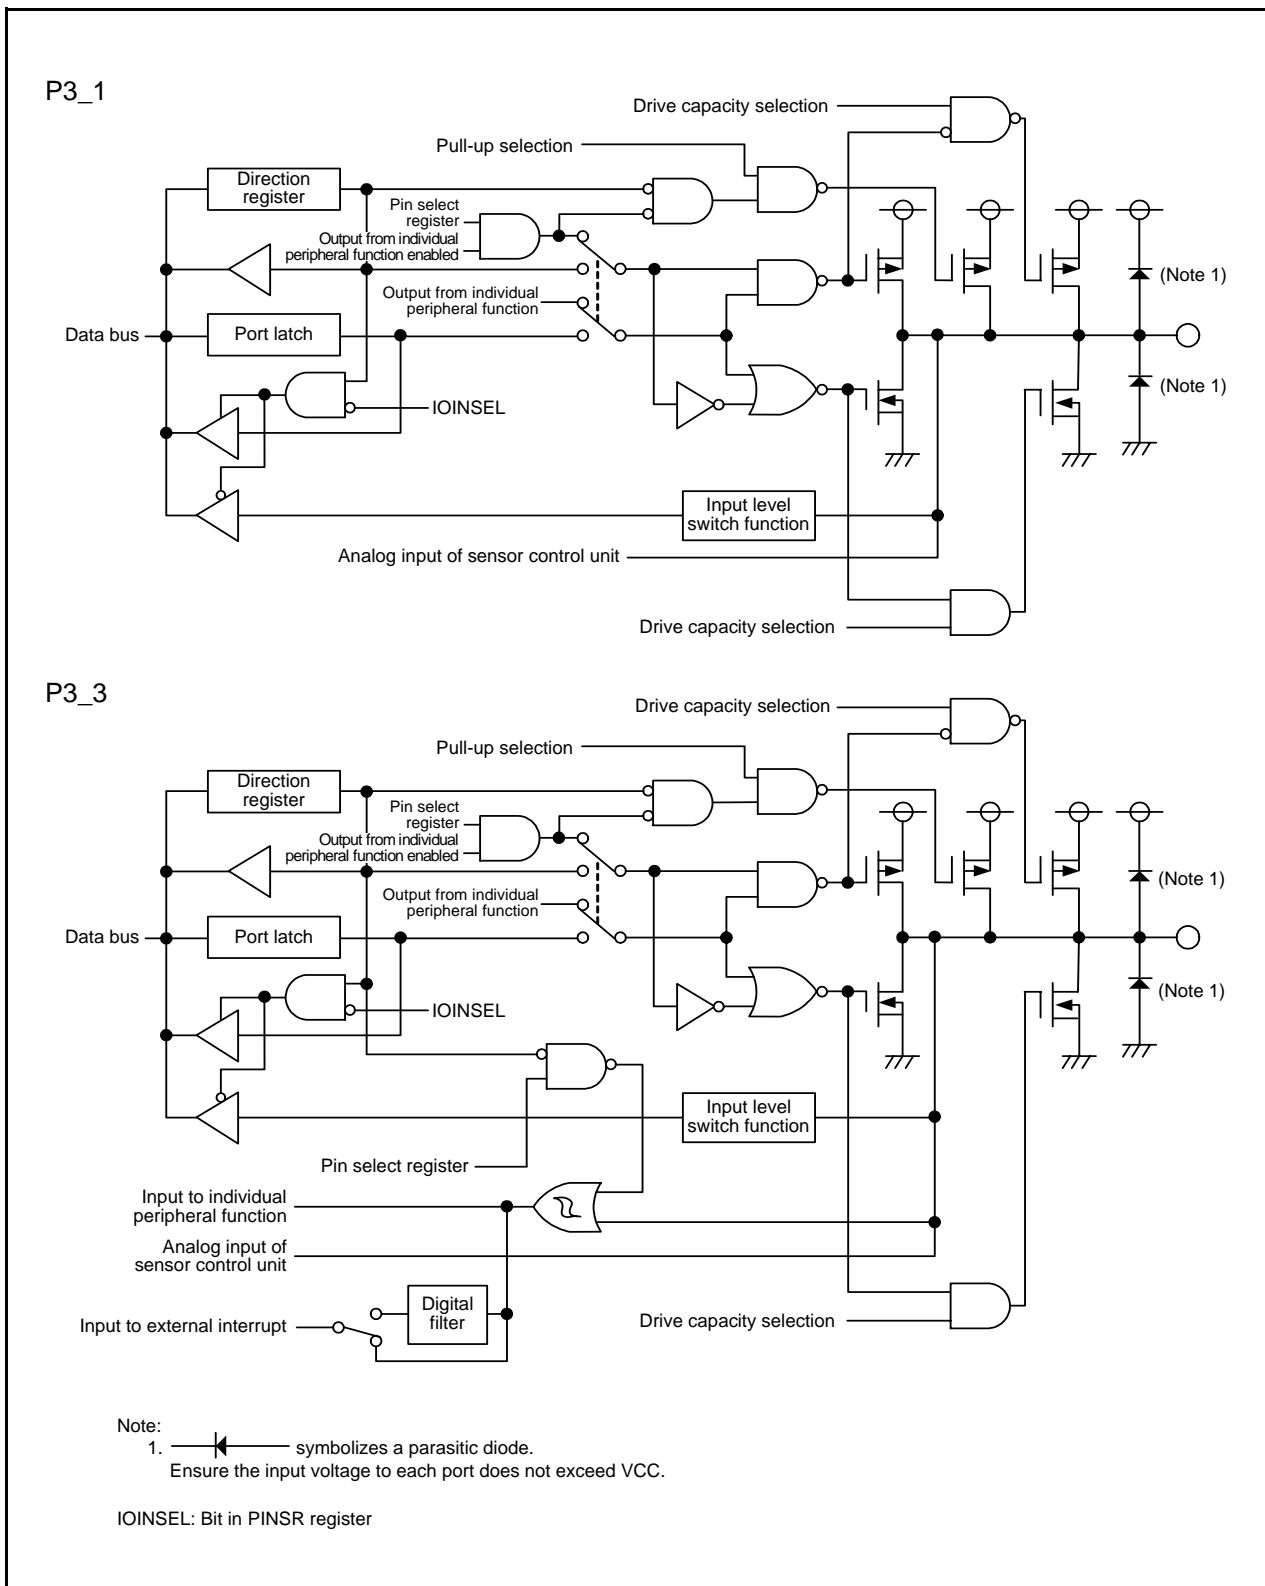 P3_1
Drive capacity selection
Pull-up selection
Direction
register
Pin select
register
Output from individual
peripheral function enabled
(Note 1)
Output from individual
peripheral function
Data bus
Port latch
(Note 1)
IOINSEL
Input level
switch function
Analog input of sensor control unit
Drive capacity selection
P3_3
Drive capacity selection
Pull-up selection
Direction
register
Pin select
register
Output from individual
peripheral function enabled
(Note 1)
Output from individual
peripheral function
Data bus
Port latch
(Note 1)
IOINSEL
Input level
switch function
Pin select register
Input to individual
peripheral function
Analog input of
sensor control unit
Digital
filter
Input to external interrupt
Drive capacity selection
Note:
1. symbolizes a parasitic diode.
Ensure the input voltage to each port does not exceed VCC.
IOINSEL: Bit in PINSR register